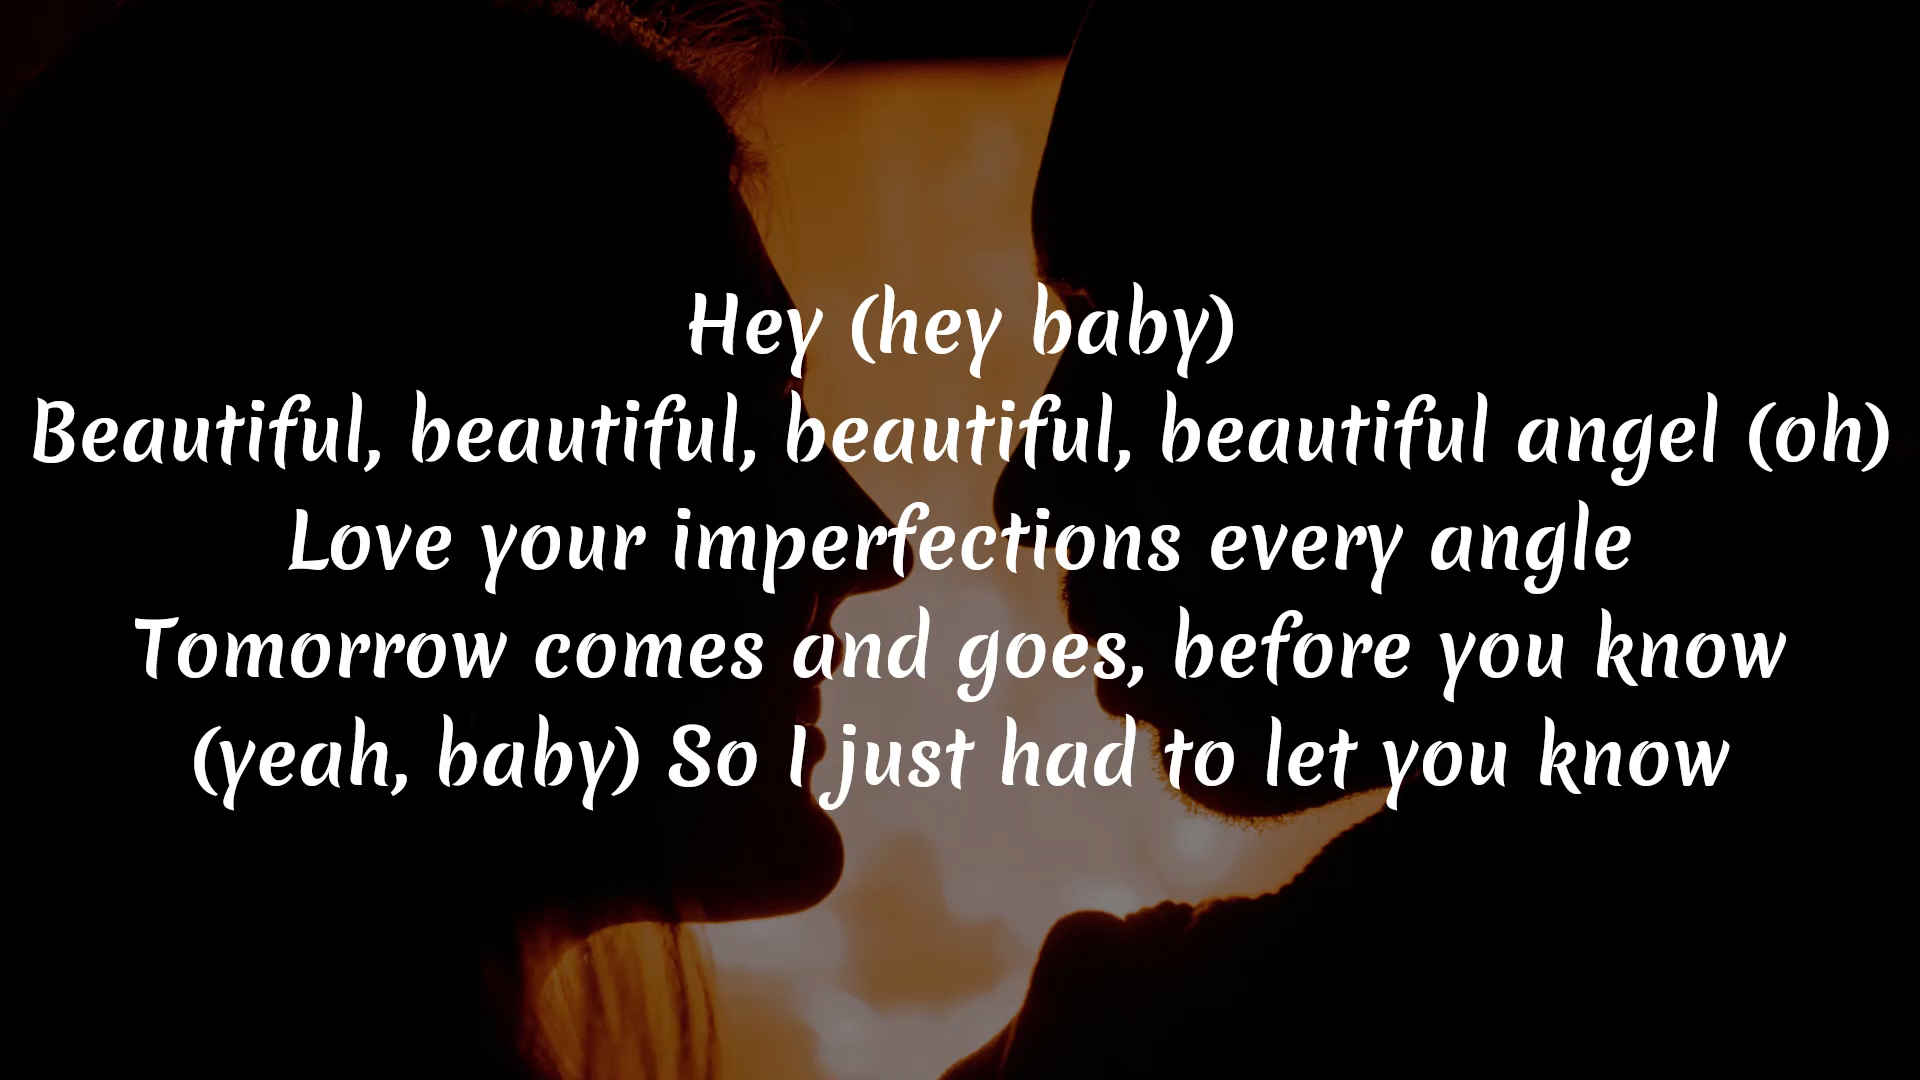 Hey (hey baby)
Beautiful, beautiful, beautiful, beautiful angel (oh)
Love your imperfections every angle
Tomorrow comes and goes, before you know
(yeah, baby) So I just had to let you know